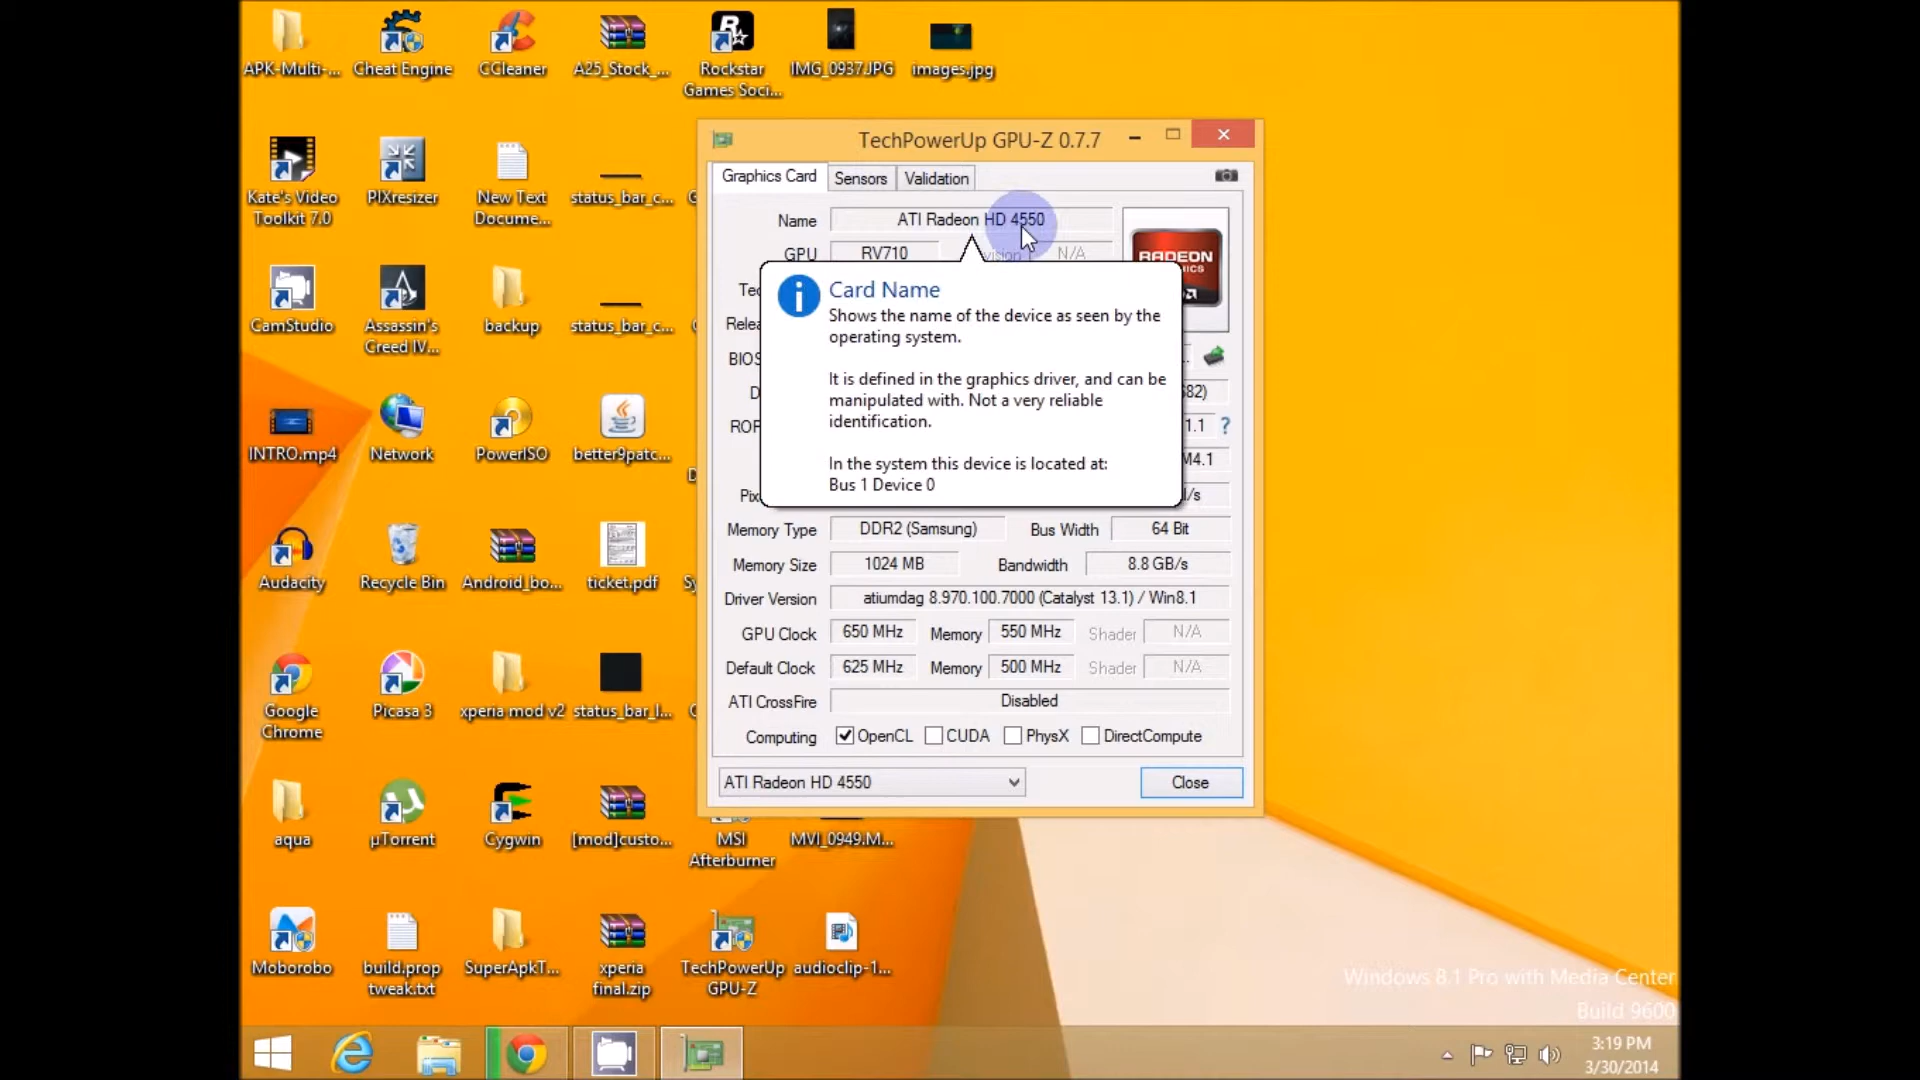 APK-Multi-...
Cheat Engine
CCleaner
A25_Stock_...
Rockstar
Games Soci...
IMG_0937.JPG
images.jpg
Kate's Video
Toolkit 7.0
PIXresizer
New Text
Docume...
status_bar_c...
CamStudio
Assassin's
Creed IV...
backup
status_bar_c...
INTRO.mp4
Network
PowerISO
better9patc...
Audacity
Recycle Bin
Android_bo...
ticket.pdf
Google
Chrome
Picasa 3
xperia mod v2
status_bar_l...
aqua
µTorrent
Cygwin
[mod]custo...
MSI
Afterburner
MVI_0949.M...
Moborobo
build.prop
tweak.txt
SuperApkT...
xperia
final.zip
TechPowerUp
GPU-Z
audioclip-1...
TechPowerUp GPU-Z 0.7.7
Graphics Card
Sensors
Validation
Name
ATI Radeon HD 4550
GPU
RV710
N/A
RADEON
Card Name
Shows the name of the device as seen by the
operating system.
It is defined in the graphics driver, and can be
manipulated with. Not a very reliable
identification.
In the system this device is located at:
Bus 1 Device 0
Memory Type
DDR2 (Samsung)
Bus Width
64 Bit
Memory Size
1024 MB
Bandwidth
8.8 GB/s
Driver Version
atiumdag 8.970.100.7000 (Catalyst 13.1) / Win8.1
GPU Clock
650 MHz
Memory
550 MHz
Shader
N/A
Default Clock
625 MHz
Memory
500 MHz
Shader
N/A
ATI CrossFire
Disabled
Computing
OpenCL
CUDA
PhysX
DirectCompute
ATI Radeon HD 4550
Close
Windows 8.1 Pro with Media Center
Build 9600
3:19 PM
3/30/2014